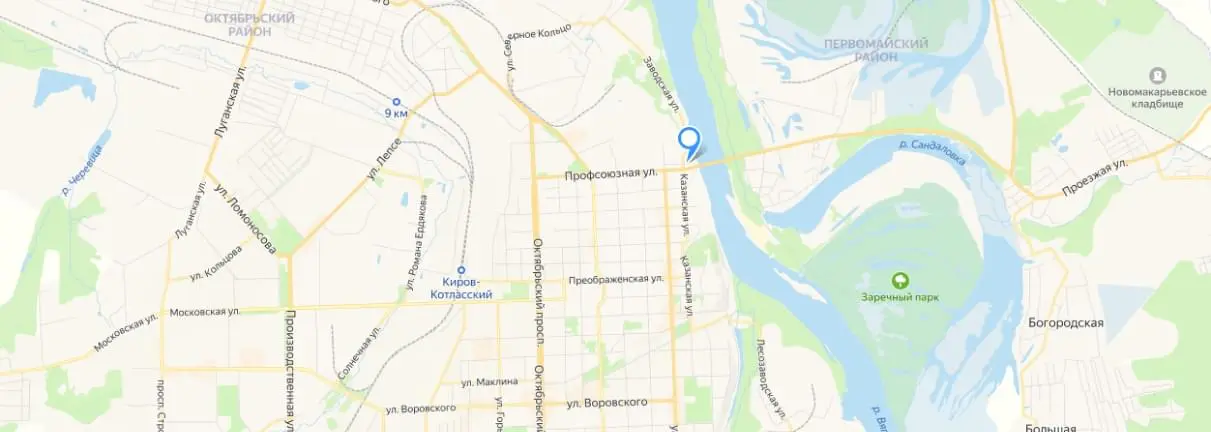 ОКТЯБРЬСКИЙ
РАЙОН
ул. Северное Кольцо
ПЕРВОМАЙСКИЙ
РАЙОН
Заводская ул.
Новомакарьевское
кладбище
Луганская ул.
9 км
р. Черевица
ул. Лепсе
р. Сандаловка
Профсоюзная ул.
Проезжая ул.
Казанская ул.
Луганская ул.
ул. Ломоносова
ул. Романа Ердякова
ул. Кольцова
Октябрьский просп.
Казанская ул.
Киров-
Котласский
Преображенская ул.
Заречный парк
Московская ул.
Московская ул.
Богородская
Производственная ул.
Солнечная ул.
Лесозаводская ул.
ул. Маклина
Октябрьский
ул. Воровского
ул. Воровского
Большая